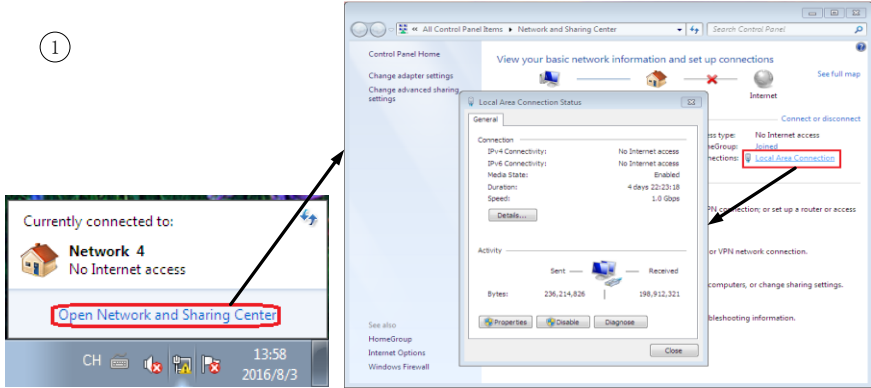 ①
Currently connected to:
Network 4
No Internet access
Open Network and Sharing Center
CH
13:58
2016/8/3
« All Control Panel Items ▸ Network and Sharing Center
Search Control Panel
Control Panel Home
Change adapter settings
Change advanced sharing
settings
See also
HomeGroup
Internet Options
Windows Firewall
View your basic network information and set up connections
See full map
Internet
Connect or disconnect
ess type: No Internet access
meGroup: Joined
nections: Local Area Connection
PN connection; or set up a router or access
or VPN network connection.
computers, or change sharing settings.
bleshooting information.
Local Area Connection Status
General
Connection
IPv4 Connectivity: No Internet access
IPv6 Connectivity: No Internet access
Media State: Enabled
Duration: 4 days 22:23:18
Speed: 1.0 Gbps
Details...
Activity
Sent Received
Bytes: 236,214,826 198,912,321
Properties Disable Diagnose
Close